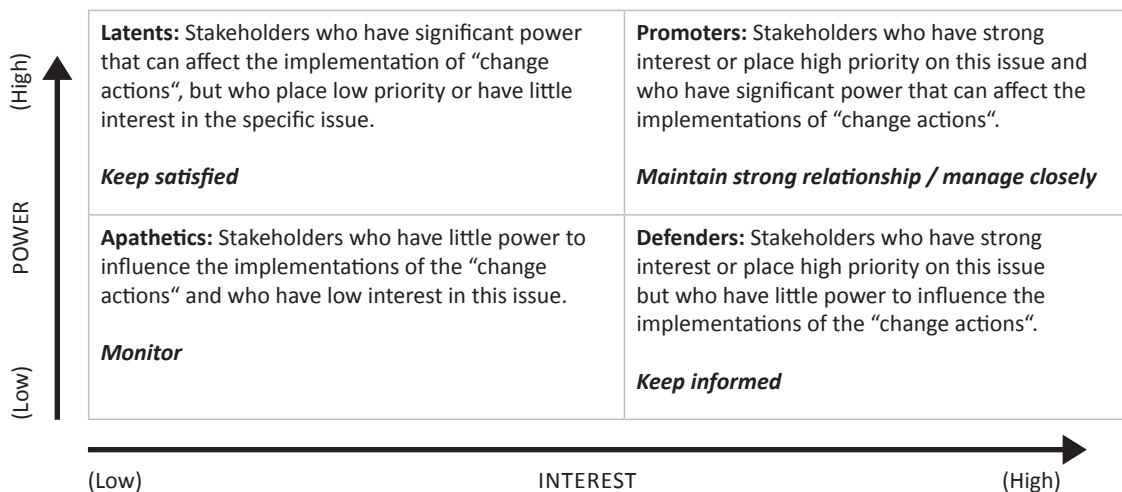 (High)
POWER
(Low)
Latents: Stakeholders who have significant power
that can affect the implementation of “change
actions“, but who place low priority or have little
interest in the specific issue.
Keep satisfied
Promoters: Stakeholders who have strong
interest or place high priority on this issue and
who have significant power that can affect the
implementations of “change actions“.
Maintain strong relationship / manage closely
Apathetics: Stakeholders who have little power to
influence the implementations of the “change
actions“ and who have low interest in this issue.
Monitor
Defenders: Stakeholders who have strong
interest or place high priority on this issue
but who have little power to influence the
implementations of the “change actions“.
Keep informed
(Low)
INTEREST
(High)